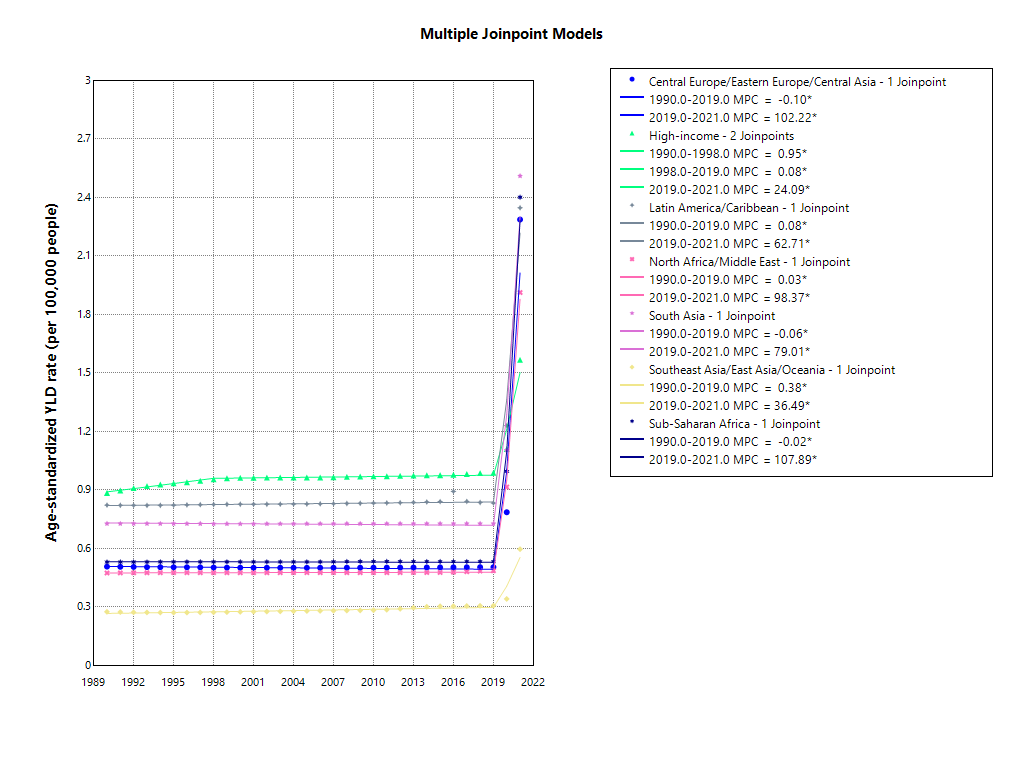 Multiple Joinpoint Models
Age-standardized YLD rate (per 100,000 people)
3
2.7
2.4
2.1
1.8
1.5
1.2
0.9
0.6
0.3
0
1989 1992 1995 1998 2001 2004 2007 2010 2013 2016 2019 2022
Central Europe/Eastern Europe/Central Asia - 1 Joinpoint
1990.0-2019.0 MPC = -0.10*
2019.0-2021.0 MPC = 102.22*
High-income - 2 Joinpoints
1990.0-1998.0 MPC = 0.95*
1998.0-2019.0 MPC = 0.08*
2019.0-2021.0 MPC = 24.09*
Latin America/Caribbean - 1 Joinpoint
1990.0-2019.0 MPC = 0.08*
2019.0-2021.0 MPC = 62.71*
North Africa/Middle East - 1 Joinpoint
1990.0-2019.0 MPC = 0.03*
2019.0-2021.0 MPC = 98.37*
South Asia - 1 Joinpoint
1990.0-2019.0 MPC = -0.06*
2019.0-2021.0 MPC = 79.01*
Southeast Asia/East Asia/Oceania - 1 Joinpoint
1990.0-2019.0 MPC = 0.38*
2019.0-2021.0 MPC = 36.49*
Sub-Saharan Africa - 1 Joinpoint
1990.0-2019.0 MPC = -0.02*
2019.0-2021.0 MPC = 107.89*